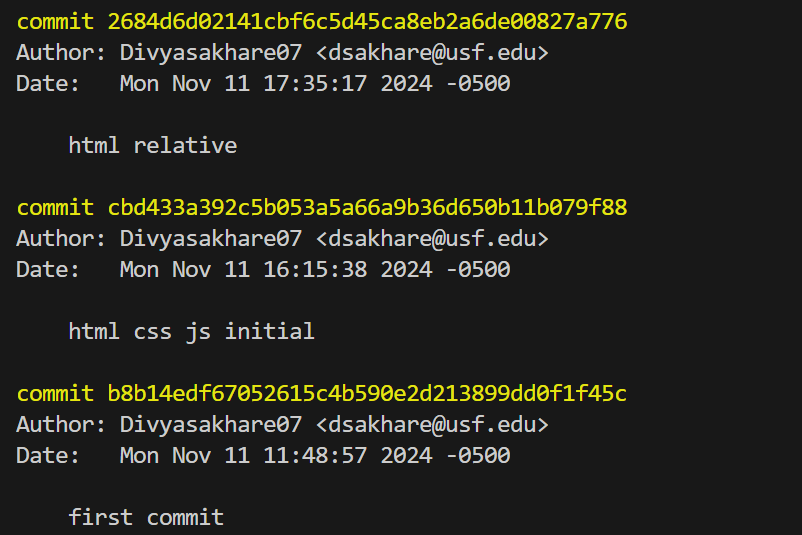 commit 2684d6d02141cbf6c5d45ca8eb2a6de00827a776
Author: Divyasakhare07 <dsakhare@usf.edu>
Date:   Mon Nov 11 17:35:17 2024 -0500
html relative
commit cbd433a392c5b053a5a66a9b36d650b11b079f88
Author: Divyasakhare07 <dsakhare@usf.edu>
Date:   Mon Nov 11 16:15:38 2024 -0500
html css js initial
commit b8b14edf67052615c4b590e2d213899dd0f1f45c
Author: Divyasakhare07 <dsakhare@usf.edu>
Date:   Mon Nov 11 11:48:57 2024 -0500
first commit